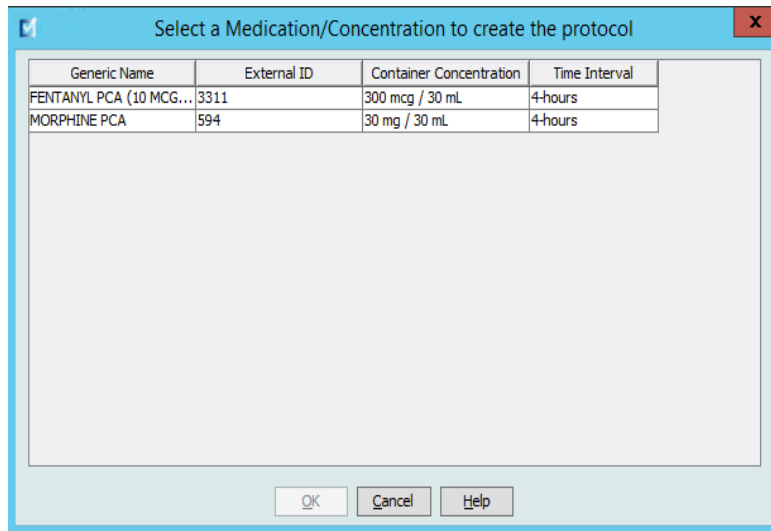 Select a Medication/Concentration to create the protocol x
Generic Name External ID Container Concentration Time Interval
FENTANYL PCA (10 MCG... 3311 300 mcg / 30 mL 4-hours
MORPHINE PCA 594 30 mg / 30 mL 4-hours
OK Cancel Help